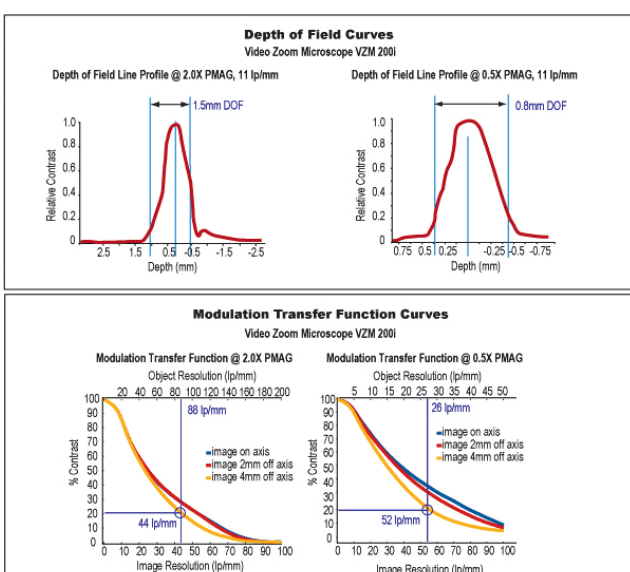 Depth of Field Curves
Video Zoom Microscope VZM 200i
Depth of Field Line Profile @ 2.0X PMAG, 11 lp/mm
1.5mm DOF
Relative Contrast
1.0
0.8
0.6
0.4
0.2
0
2.5 1.5 0.5 -0.5 -1.5 -2.5
Depth (mm)
Depth of Field Line Profile @ 0.5X PMAG, 11 lp/mm
0.8mm DOF
Relative Contrast
1.0
0.8
0.6
0.4
0.2
0
0.75 0.5 0.25 -0.25 -0.5 -0.75
Depth (mm)
Modulation Transfer Function Curves
Video Zoom Microscope VZM 200i
Modulation Transfer Function @ 2.0X PMAG
Object Resolution (lp/mm)
20 40 60 80 100 120 140 160 180 200
88 lp/mm
% Contrast
100
90
80
70
60
50
40
30
20
10
0
image on axis
image 2mm off axis
image 4mm off axis
44 lp/mm
0 10 20 30 40 50 60 70 80 90 100
Image Resolution (lp/mm)
Modulation Transfer Function @ 0.5X PMAG
Object Resolution (lp/mm)
5 10 15 20 25 30 35 40 45 50
26 lp/mm
% Contrast
100
90
80
70
60
50
40
30
20
10
0
image on axis
image 2mm off axis
image 4mm off axis
52 lp/mm
0 10 20 30 40 50 60 70 80 90 100
Image Resolution (lp/mm)